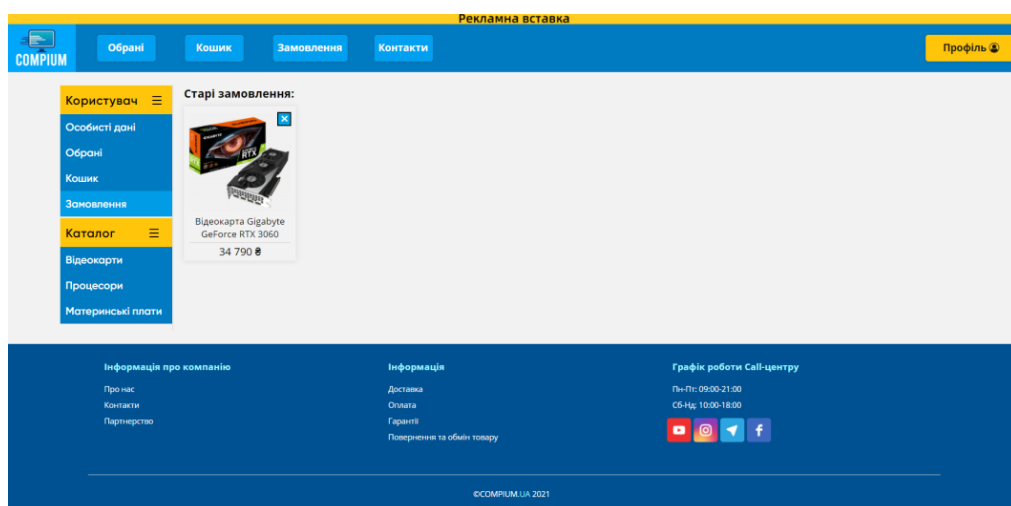 Рекламна вставка
COMPIUM
Обрані
Кошик
Замовлення
Контакти
Профіль
Користувач
Особисті дані
Обрані
Кошик
Замовлення
Каталог
Відеокарти
Процесори
Материнські плати
Старі замовлення:
RTX
Відеокарта Gigabyte
GeForce RTX 3060
34 790 ₴
Інформація про компанію
Про нас
Контакти
Партнерство
Інформація
Доставка
Оплата
Гарантії
Повернення та обмін товару
Графік роботи Call-центру
Пн-Пт: 09:00-21:00
Сб-Нд: 10:00-18:00
©COMPIUM.UA 2021